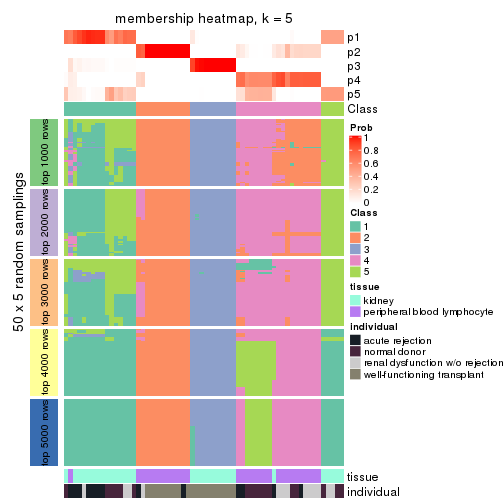 membership heatmap, k = 5
p1
p2
p3
p4
p5
Class
50 x 5 random samplings
top 1000 rows
top 2000 rows
top 3000 rows
top 4000 rows
top 5000 rows
Prob
1
0.8
0.6
0.4
0.2
0
Class
1
2
3
4
5
tissue
kidney
peripheral blood lymphocyte
individual
acute rejection
normal donor
renal dysfunction w/o rejection
well-functioning transplant
tissue
individual